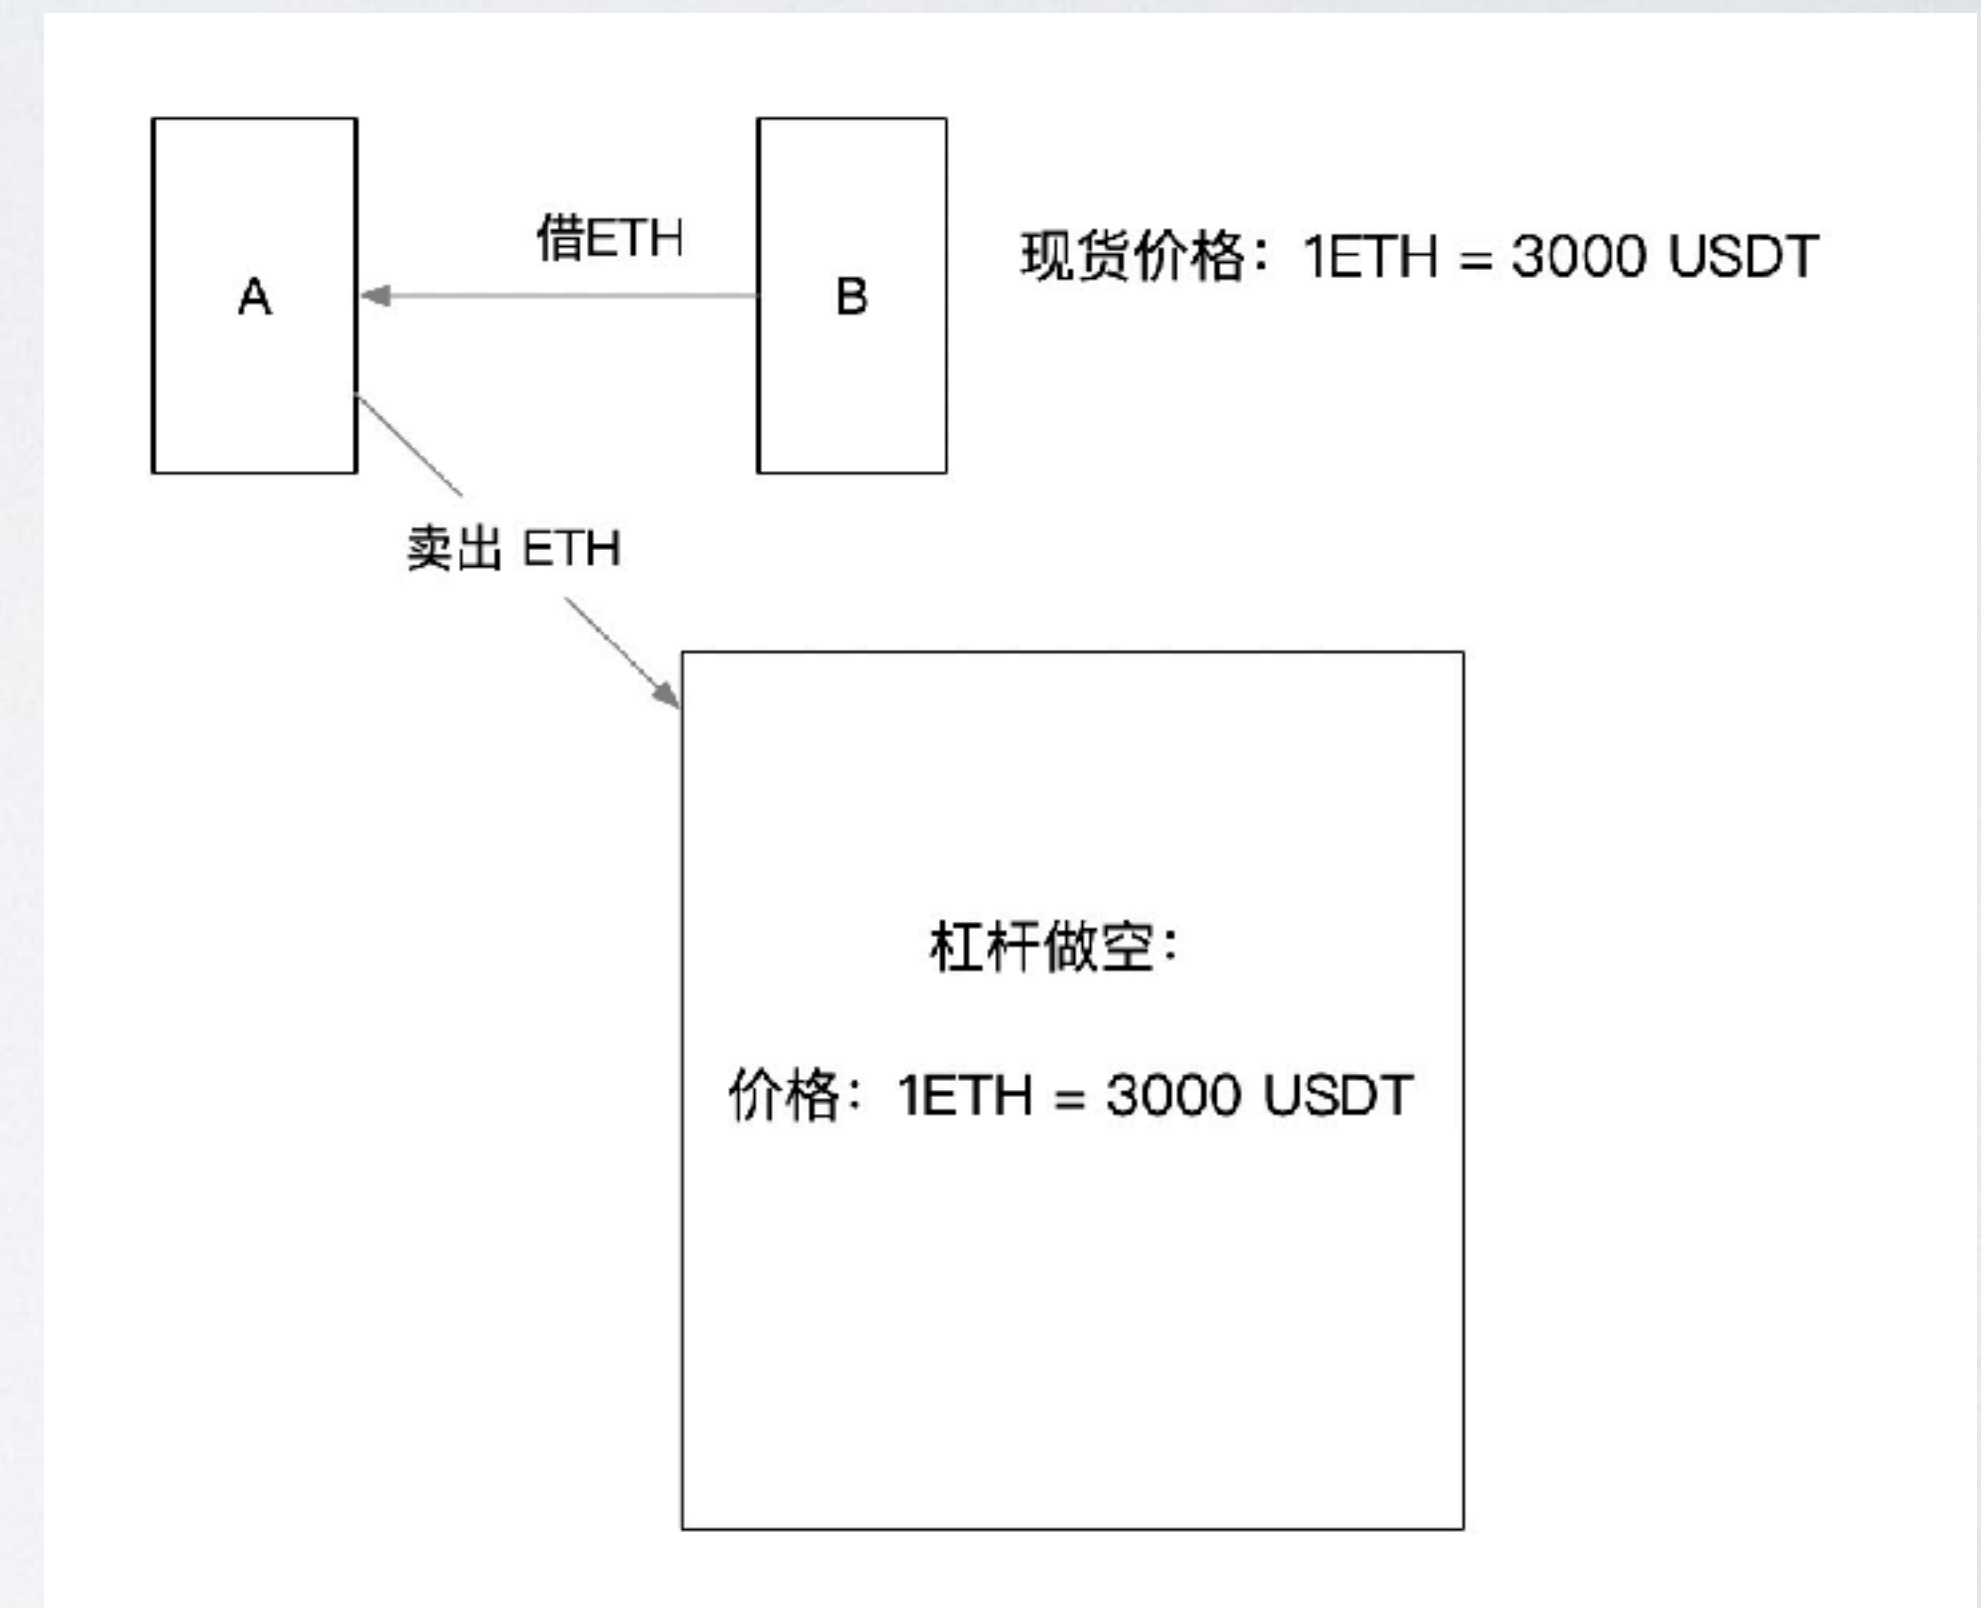 借ETH
A
B
现货价格：1ETH = 3000 USDT
卖出 ETH
杠杆做空：
价格：1ETH = 3000 USDT